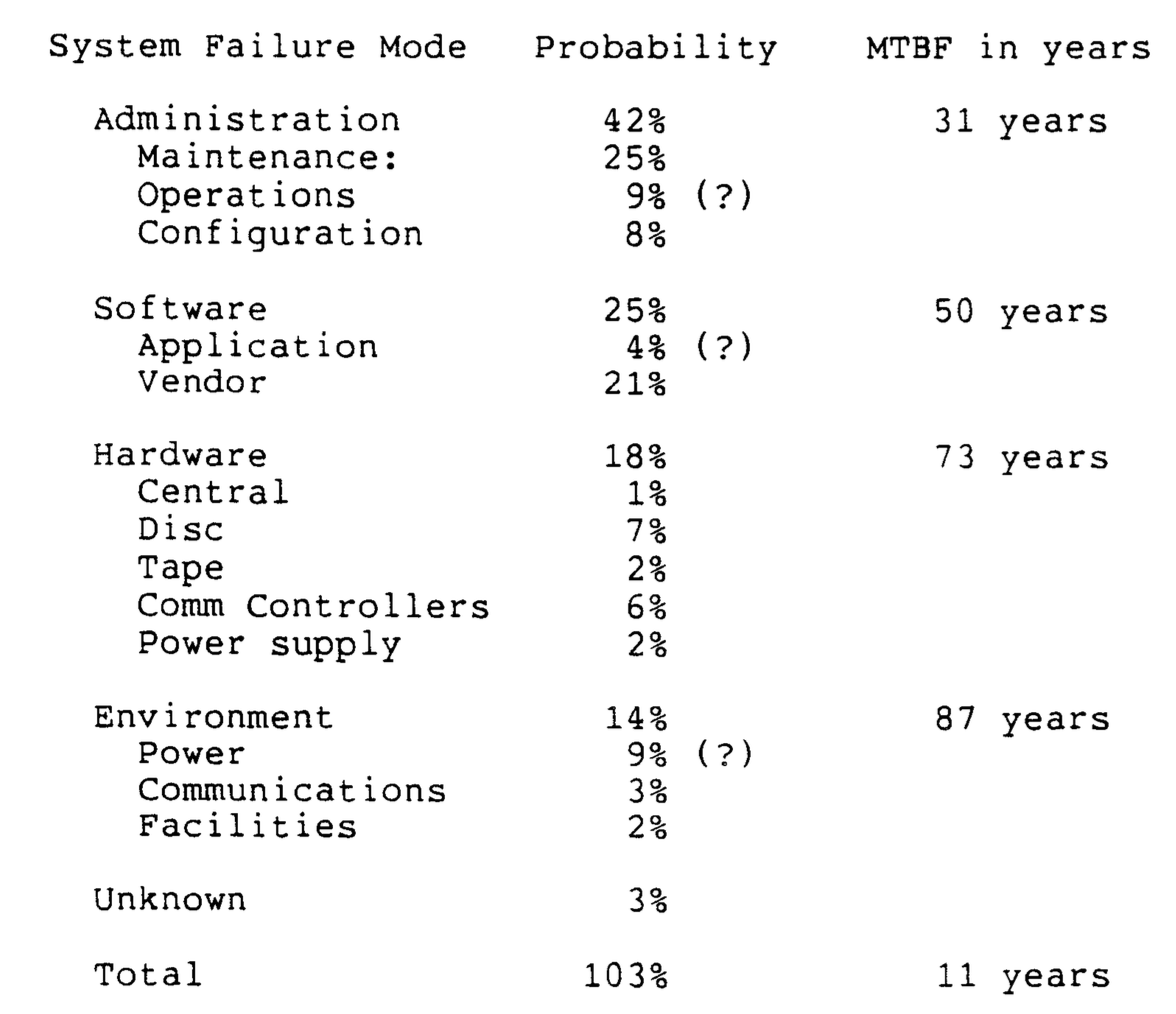 System Failure Mode Probability MTBF in years
Administration 42% 31 years
Maintenance: 25%
Operations 9% (?)
Configuration 8%
Software 25% 50 years
Application 4% (?)
Vendor 21%
Hardware 18% 73 years
Central 1%
Disc 7%
Tape 2%
Comm Controllers 6%
Power supply 2%
Environment 14% 87 years
Power 9% (?)
Communications 3%
Facilities 2%
Unknown 3%
Total 103% 11 years